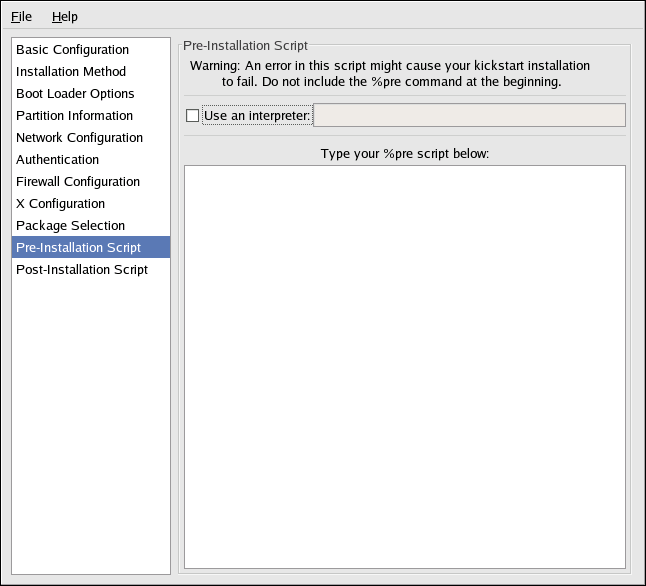 File Help
Basic Configuration
Installation Method
Boot Loader Options
Partition Information
Network Configuration
Authentication
Firewall Configuration
X Configuration
Package Selection
Pre-Installation Script
Post-Installation Script
Pre-Installation Script
Warning: An error in this script might cause your kickstart installation
to fail. Do not include the %pre command at the beginning.
Use an interpreter:
Type your %pre script below: